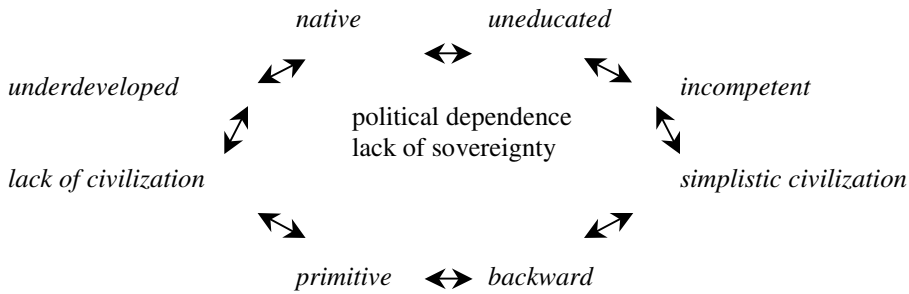 native uneducated
underdeveloped incompetent
political dependence
lack of sovereignty
lack of civilization simplistic civilization
primitive backward